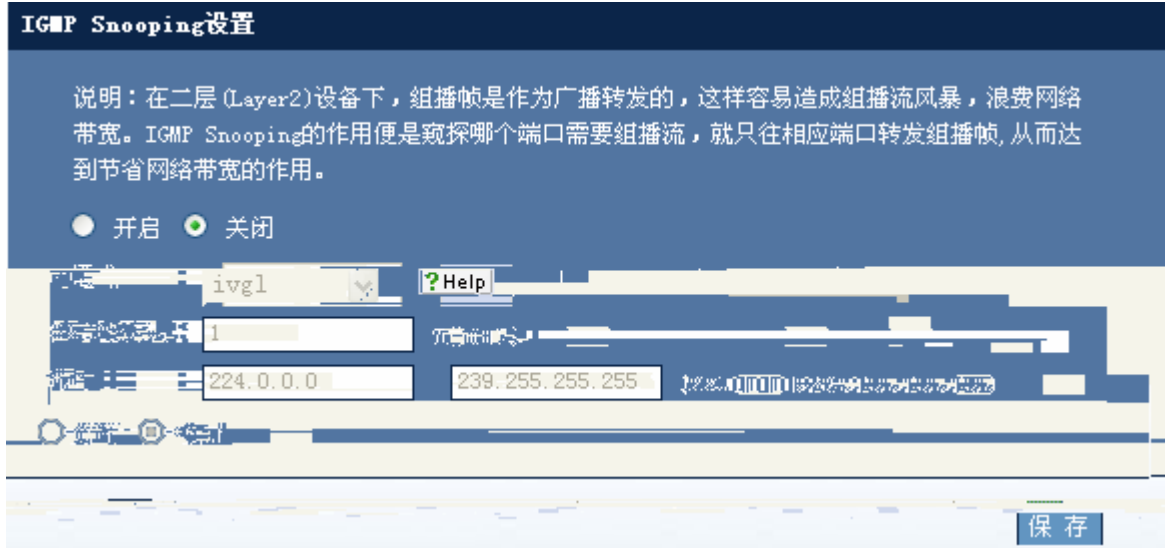 IGMP Snooping设置
说明：在二层(Layer2)设备下，组播帧是作为广播转发的，这样容易造成组播流风暴，浪费网络
带宽。IGMP Snooping的作用便是窥探哪个端口需要组播流，就只往相应端口转发组播帧,从而达
到节省网络带宽的作用。
开启 关闭
ivgl ?Help
1
224.0.0.0 239.255.255.255
保 存